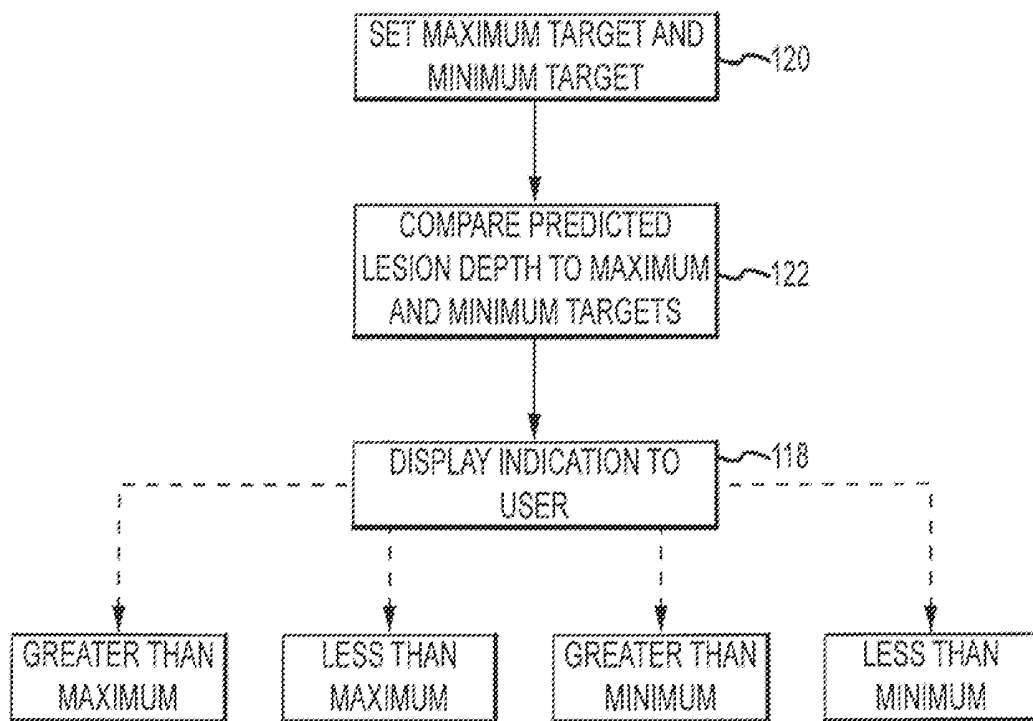 SET MAXIMUM TARGET AND
MINIMUM TARGET
120
COMPARE PREDICTED
LESION DEPTH TO MAXIMUM
AND MINIMUM TARGETS
122
DISPLAY INDICATION TO
USER
118
GREATER THAN
MAXIMUM
LESS THAN
MAXIMUM
GREATER THAN
MINIMUM
LESS THAN
MINIMUM